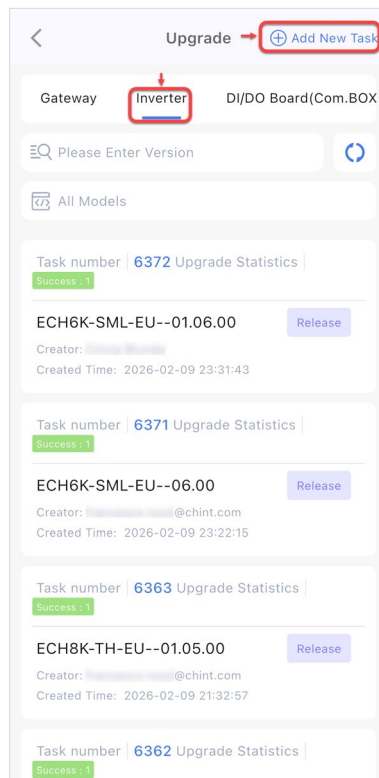 Upgrade
Add New Task
Gateway
Inverter
DI/DO Board(Com.BOX
Please Enter Version
All Models
Task number 6372 Upgrade Statistics
Success : 1
ECH6K-SML-EU--01.06.00
Release
Creator:
Created Time: 2026-02-09 23:31:43
Task number 6371 Upgrade Statistics
Success : 1
ECH6K-SML-EU--06.00
Release
Creator: @chint.com
Created Time: 2026-02-09 23:22:15
Task number 6363 Upgrade Statistics
Success : 1
ECH8K-TH-EU--01.05.00
Release
Creator: @chint.com
Created Time: 2026-02-09 21:32:57
Task number 6362 Upgrade Statistics
Success : 1